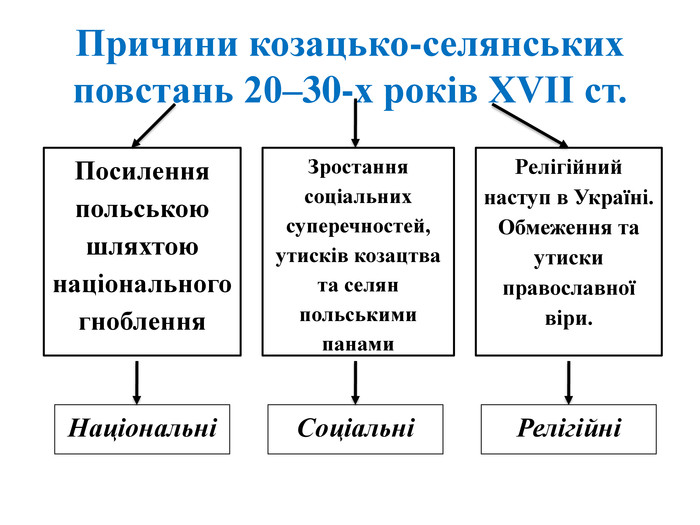 Причини козацько-селянських
повстань 20–30-х років XVII ст.
Посилення
польською
шляхтою
національного
гноблення
Зростання
соціальних
суперечностей,
утисків козацтва
та селян
польськими
панами
Релігійний
наступ в Україні.
Обмеження та
утиски
православної
віри.
Національні
Соціальні
Релігійні